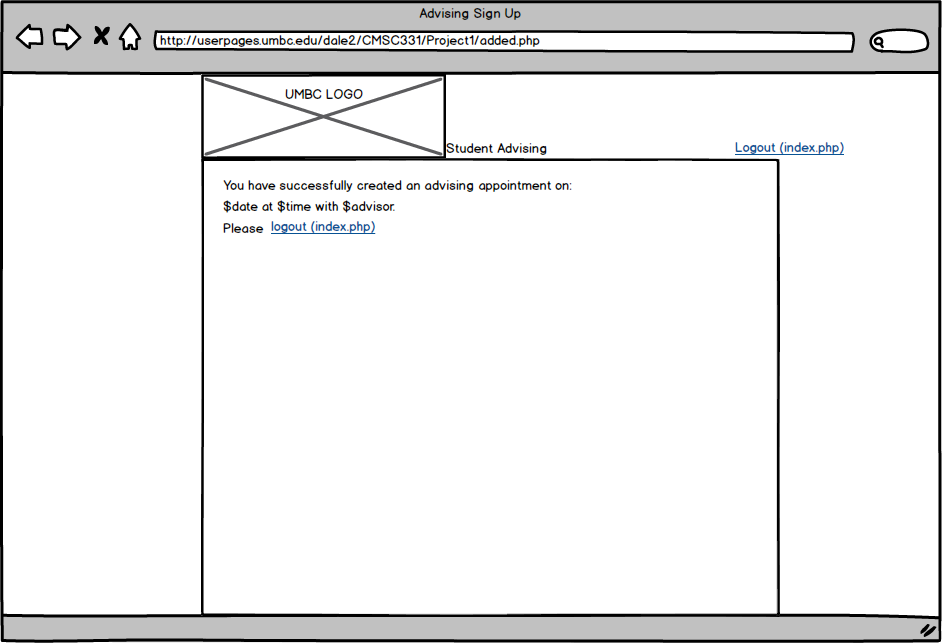 Advising Sign Up
http://userpages.umbc.edu/dale2/CMSC331/Project1/added.php
UMBC LOGO
Student Advising
Logout (index.php)
You have successfully created an advising appointment on:
$date at $time with $advisor.
Please logout (index.php)